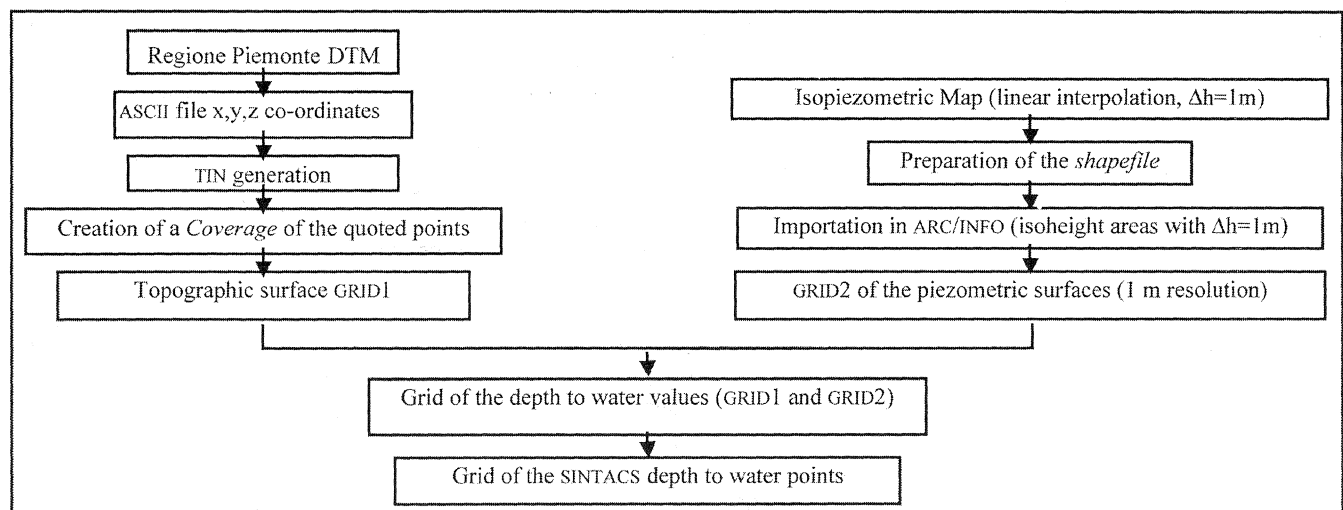 Regione Piemonte DTM
ASCII file x,y,z co-ordinates
TIN generation
Creation of a Coverage of the quoted points
Topographic surface GRID1
Isopiezometric Map (linear interpolation, Δh=1m)
Preparation of the shapefile
Importation in ARC/INFO (isoheight areas with Δh=1m)
GRID2 of the piezometric surfaces (1 m resolution)
Grid of the depth to water values (GRID1 and GRID2)
Grid of the SINTACS depth to water points